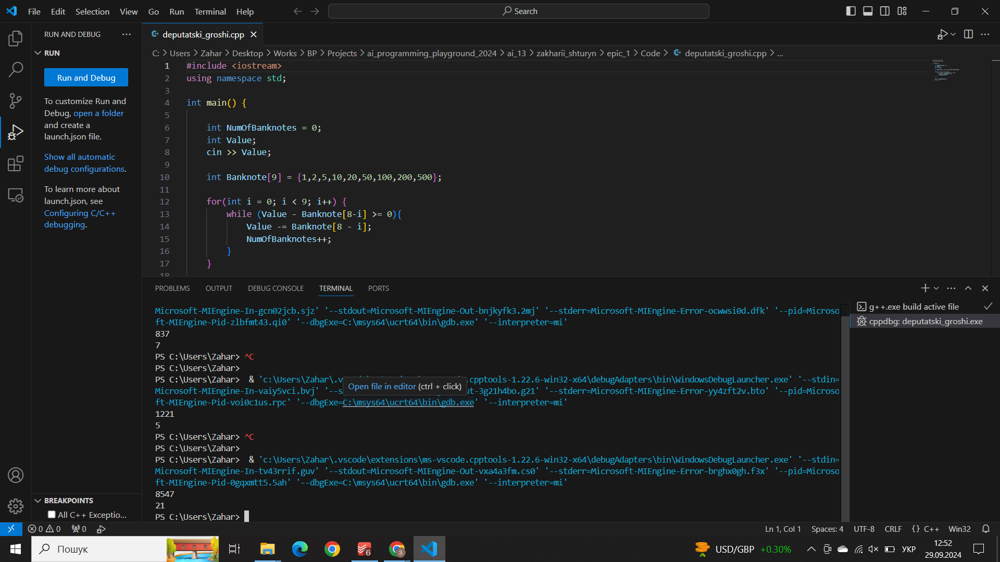 File Edit Selection View Go Run Terminal Help
Search
RUN AND DEBUG
deputatski_groshi.cpp
RUN
C: > Users > Zahar > Desktop > Works > BP > Projects > ai_programming_playground_2024 > ai_13 > zakharii_shturyn > epic_1 > Code > deputatski_groshi.cpp > ...
Run and Debug
To customize Run and
Debug, open a folder
and create a
launch.json file.
Show all automatic
debug configurations.
To learn more about
launch.json, see
Configuring C/C++
debugging.
1 #include <iostream>
2 using namespace std;
3
4 int main() {
5
6 int NumOfBanknotes = 0;
7 int Value;
8 cin >> Value;
9
10 int Banknote[9] = {1,2,5,10,20,50,100,200,500};
11
12 for(int i = 0; i < 9; i++) {
13 while (Value - Banknote[8-i] >= 0){
14 Value -= Banknote[8 - i];
15 NumOfBanknotes++;
16 }
17 }
18
PROBLEMS OUTPUT DEBUG CONSOLE TERMINAL PORTS
Microsoft-MIEngine-In-gcn02jcb.sjz' '--stdout=Microsoft-MIEngine-Out-bnjkyfk3.2mj' '--stderr=Microsoft-MIEngine-Error-ocwwsi0d.dfk' '--pid=Microso
ft-MIEngine-Pid-zlbfmt43.qi0' '--dbgExe=C:\msys64\ucrt64\bin\gdb.exe' '--interpreter=mi'
837
7
PS C:\Users\Zahar> ^C
PS C:\Users\Zahar>
PS C:\Users\Zahar> & 'c:\Users\Zahar\.v .cpptools-1.22.6-win32-x64\debugAdapters\bin\WindowsDebugLauncher.exe' '--stdin=
Open file in editor (ctrl + click)
Microsoft-MIEngine-In-vaiy5vci.bvj' '--s ut-3g21h4bo.g21' '--stderr=Microsoft-MIEngine-Error-yy4zft2v.bto' '--pid=Microso
ft-MIEngine-Pid-voi0c1us.rpc' '--dbgExe=C:\msys64\ucrt64\bin\gdb.exe' '--interpreter=mi'
1221
5
PS C:\Users\Zahar> ^C
PS C:\Users\Zahar>
PS C:\Users\Zahar> & 'c:\Users\Zahar\.vscode\extensions\ms-vscode.cpptools-1.22.6-win32-x64\debugAdapters\bin\WindowsDebugLauncher.exe' '--stdin=
Microsoft-MIEngine-In-tv43rrif.guv' '--stdout=Microsoft-MIEngine-Out-vxa4a3fm.cs0' '--stderr=Microsoft-MIEngine-Error-brghx0gh.f3x' '--pid=Microso
ft-MIEngine-Pid-0gqxmtt5.5ah' '--dbgExe=C:\msys64\ucrt64\bin\gdb.exe' '--interpreter=mi'
8547
21
PS C:\Users\Zahar>
g++.exe build active file
cppdbg: deputatski_groshi.exe
BREAKPOINTS
All C++ Exceptio...
0 0 0
Ln 1, Col 1 Spaces: 4 UTF-8 CRLF {} C++ Win32
Пошук
6
3
USD/GBP +0.30%
УКР
12:52
29.09.2024